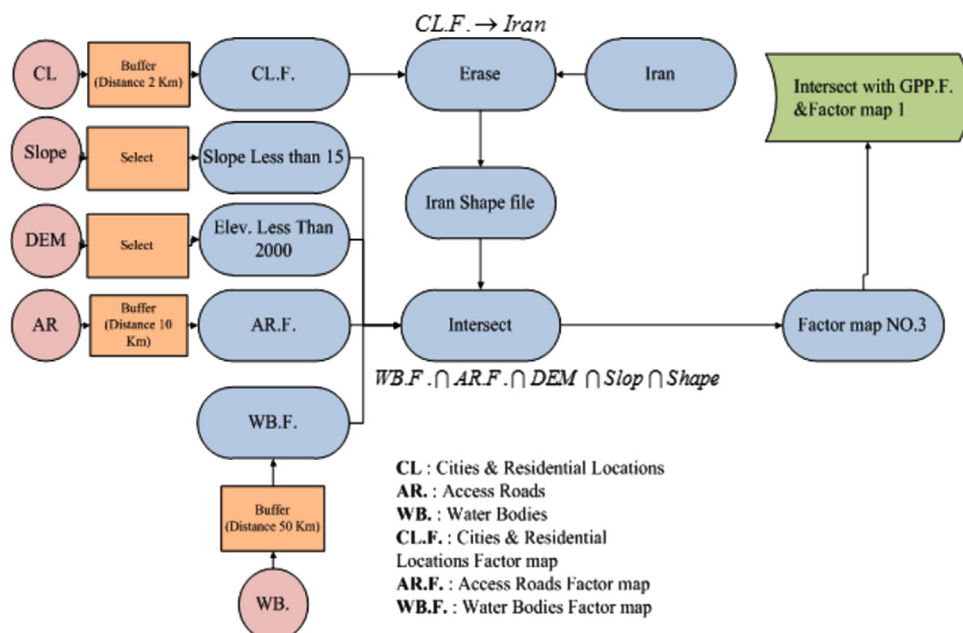 CL.F. → Iran
CL
Buffer
(Distance 2 Km)
CL.F.
Erase
Iran
Intersect with GPP.F.
&Factor map 1
Slope
Select
Slope Less than 15
Iran Shape file
DEM
Select
Elev. Less Than
2000
AR
Buffer
(Distance 10
Km)
AR.F.
Intersect
Factor map NO.3
WB.F. ⋂ AR.F. ⋂ DEM ⋂ Slop ⋂ Shape
WB.F.
Buffer
(Distance 50 Km)
WB.
CL : Cities & Residential Locations
AR. : Access Roads
WB. : Water Bodies
CL.F. : Cities & Residential
Locations Factor map
AR.F. : Access Roads Factor map
WB.F. : Water Bodies Factor map